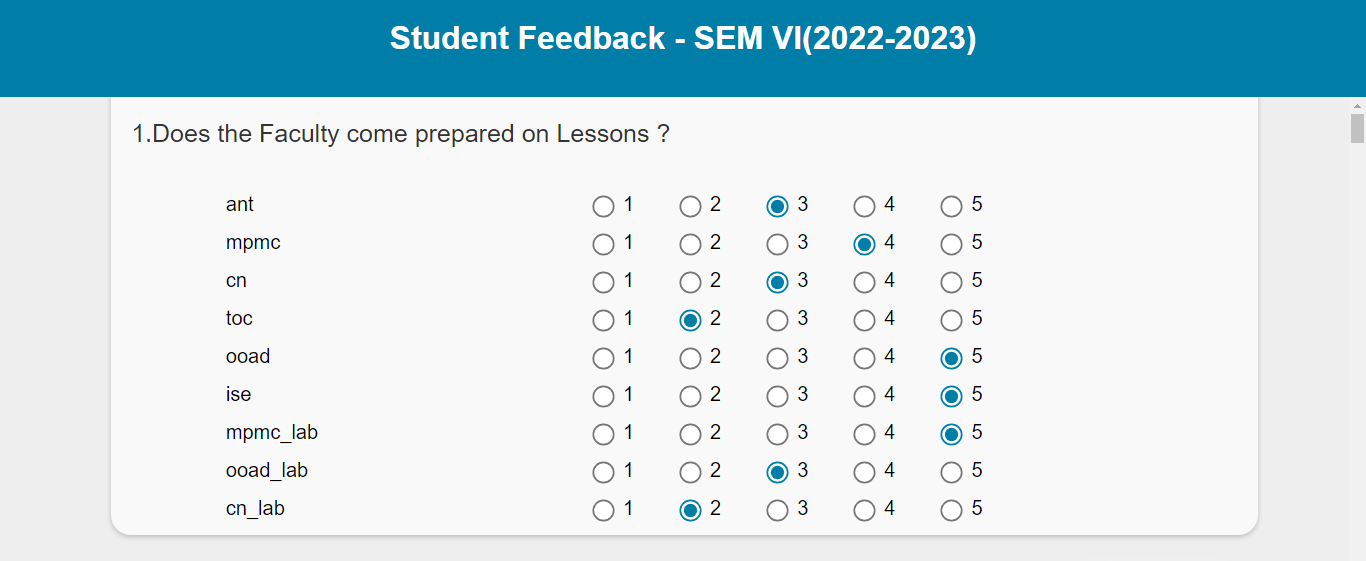 Student Feedback - SEM VI(2022-2023)
1.Does the Faculty come prepared on Lessons ?
ant 1 2 3 4 5
mpmc 1 2 3 4 5
cn 1 2 3 4 5
toc 1 2 3 4 5
ooad 1 2 3 4 5
ise 1 2 3 4 5
mpmc_lab 1 2 3 4 5
ooad_lab 1 2 3 4 5
cn_lab 1 2 3 4 5